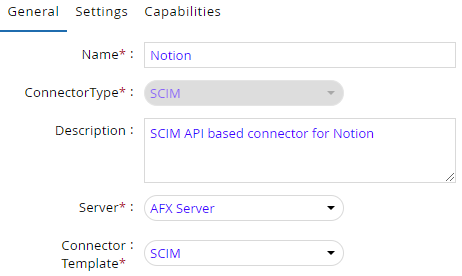 General Settings Capabilities
Name* : Notion
ConnectorType* : SCIM
Description : SCIM API based connector for Notion
Server* : AFX Server
Connector :
Template* SCIM